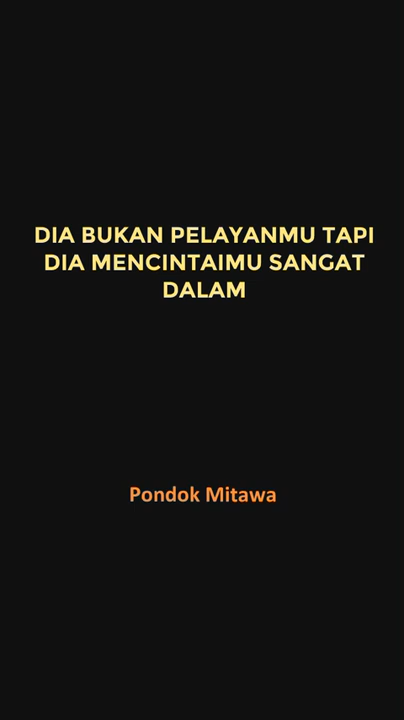 DIA BUKAN PELAYANMU TAPI
DIA MENCINTAIMU SANGAT
DALAM
Pondok Mitawa